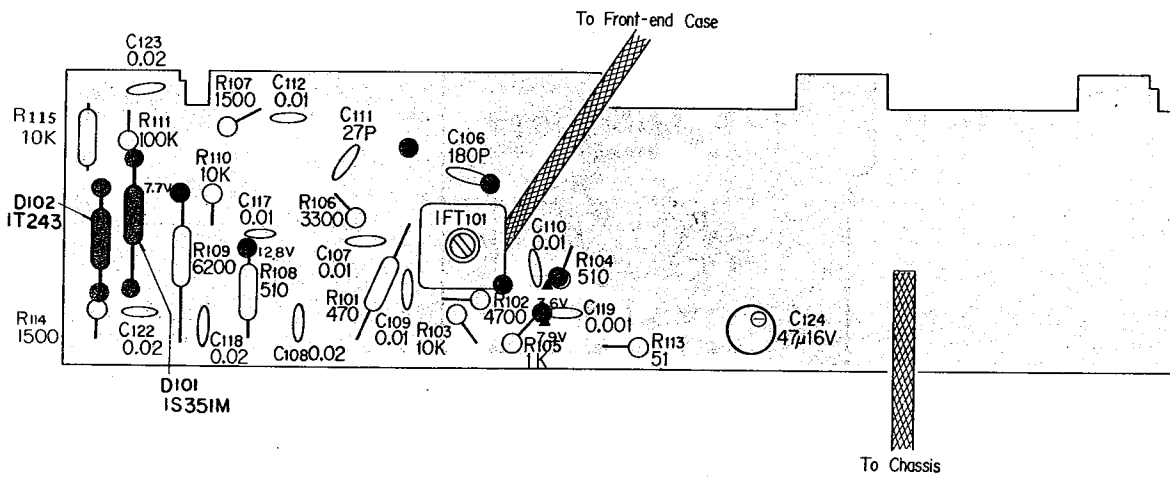 To Front-end Case
C123
0.02
R107
1500
C112
0.01
R115
10K
R111
100K
C111
27P
C106
180P
R110
10K
7.7V
D102
1T243
C117
0.01
R106
3300
IFT101
C110
0.01
12.8V
R109
6200
R108
510
C107
0.01
R104
510
R101
470
R102
4700
7.6V
C119
0.001
R114
1500
C122
0.02
C118
0.02
C108 0.02
C109
0.01
R103
10K
7.9V
R105
1K
R113
51
C124
47μ16V
D101
1S351M
To Chassis